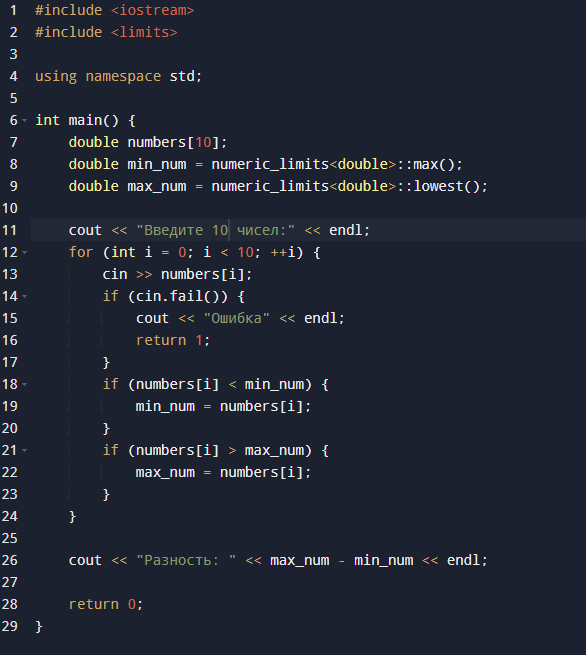 1 #include <iostream>
2 #include <limits>
3
4 using namespace std;
5
6 int main() {
7     double numbers[10];
8     double min_num = numeric_limits<double>::max();
9     double max_num = numeric_limits<double>::lowest();
10
11     cout << "Введите 10 чисел:" << endl;
12     for (int i = 0; i < 10; ++i) {
13         cin >> numbers[i];
14         if (cin.fail()) {
15             cout << "Ошибка" << endl;
16             return 1;
17         }
18         if (numbers[i] < min_num) {
19             min_num = numbers[i];
20         }
21         if (numbers[i] > max_num) {
22             max_num = numbers[i];
23         }
24     }
25
26     cout << "Разность: " << max_num - min_num << endl;
27
28     return 0;
29 }